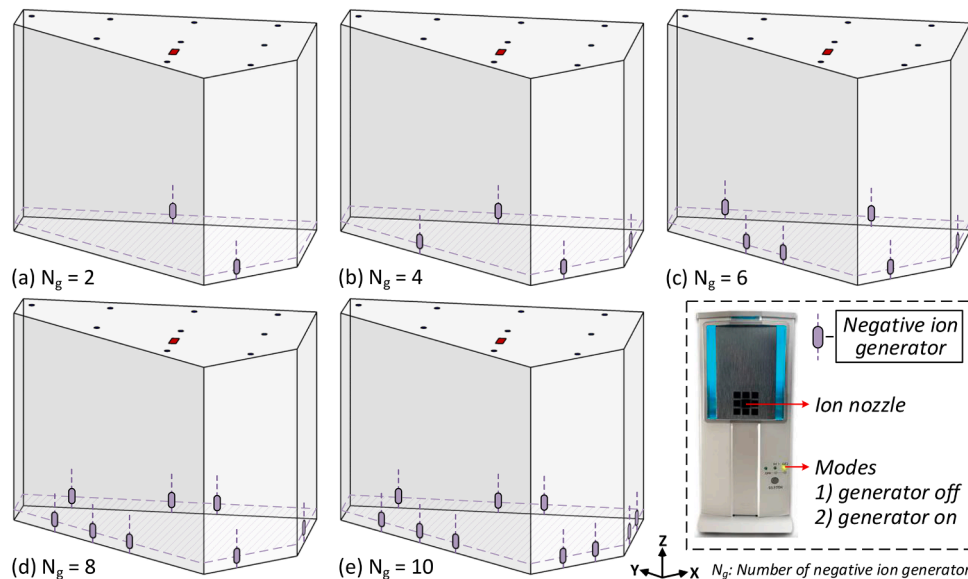 (a) N_g = 2
(b) N_g = 4
(c) N_g = 6
(d) N_g = 8
(e) N_g = 10
Negative ion
generator
Ion nozzle
Modes
1) generator off
2) generator on
Z
Y
X
N_g: Number of negative ion generator